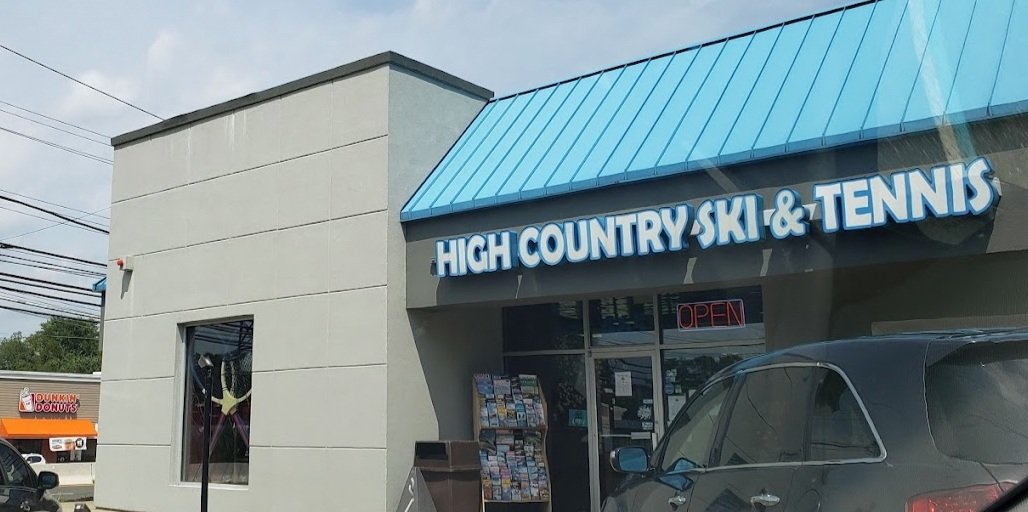 HIGH COUNTRY SKI & TENNIS
OPEN
DUNKIN'
DONUTS